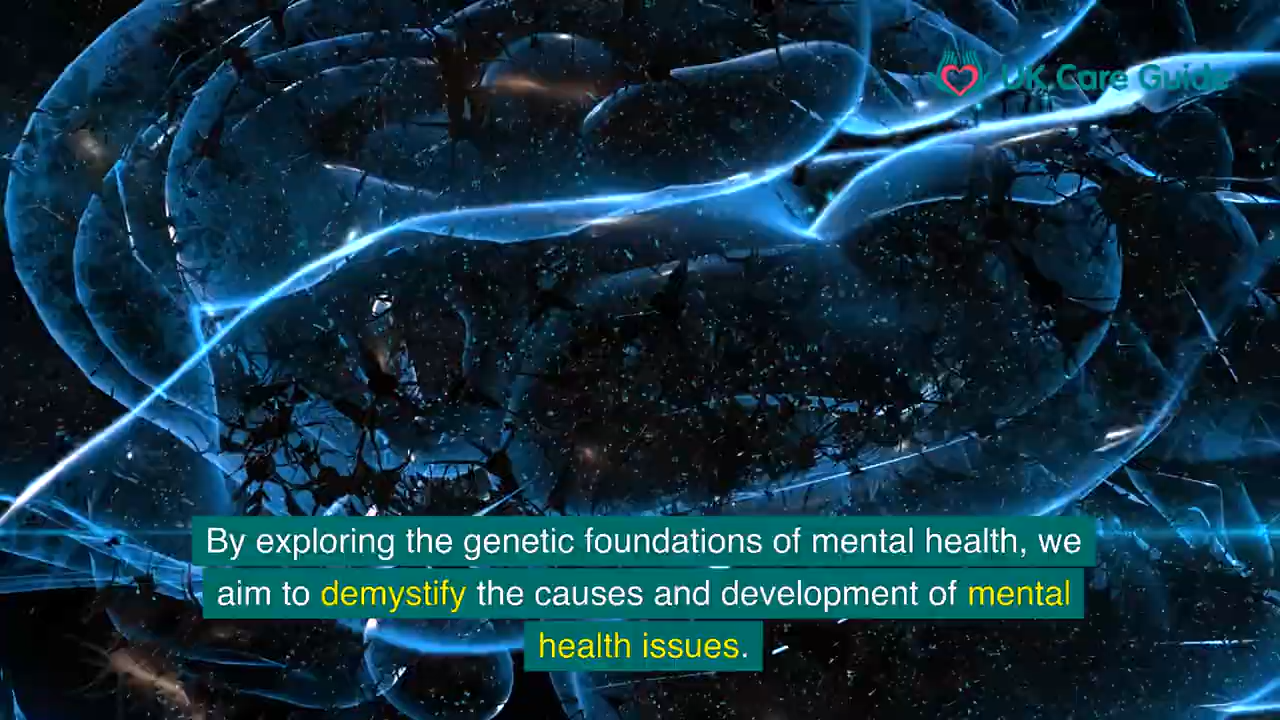 UK Care Guide
By exploring the genetic foundations of mental health, we
aim to demystify the causes and development of mental
health issues.